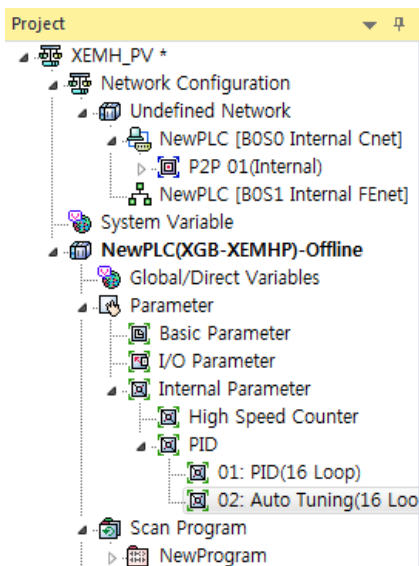 Project
XEMH_PV *
Network Configuration
Undefined Network
NewPLC [B0S0 Internal Cnet]
P2P 01(Internal)
NewPLC [B0S1 Internal FEnet]
System Variable
NewPLC(XGB-XEMHP)-Offline
Global/Direct Variables
Parameter
Basic Parameter
I/O Parameter
Internal Parameter
High Speed Counter
PID
01: PID(16 Loop)
02: Auto Tuning(16 Loo
Scan Program
NewProgram